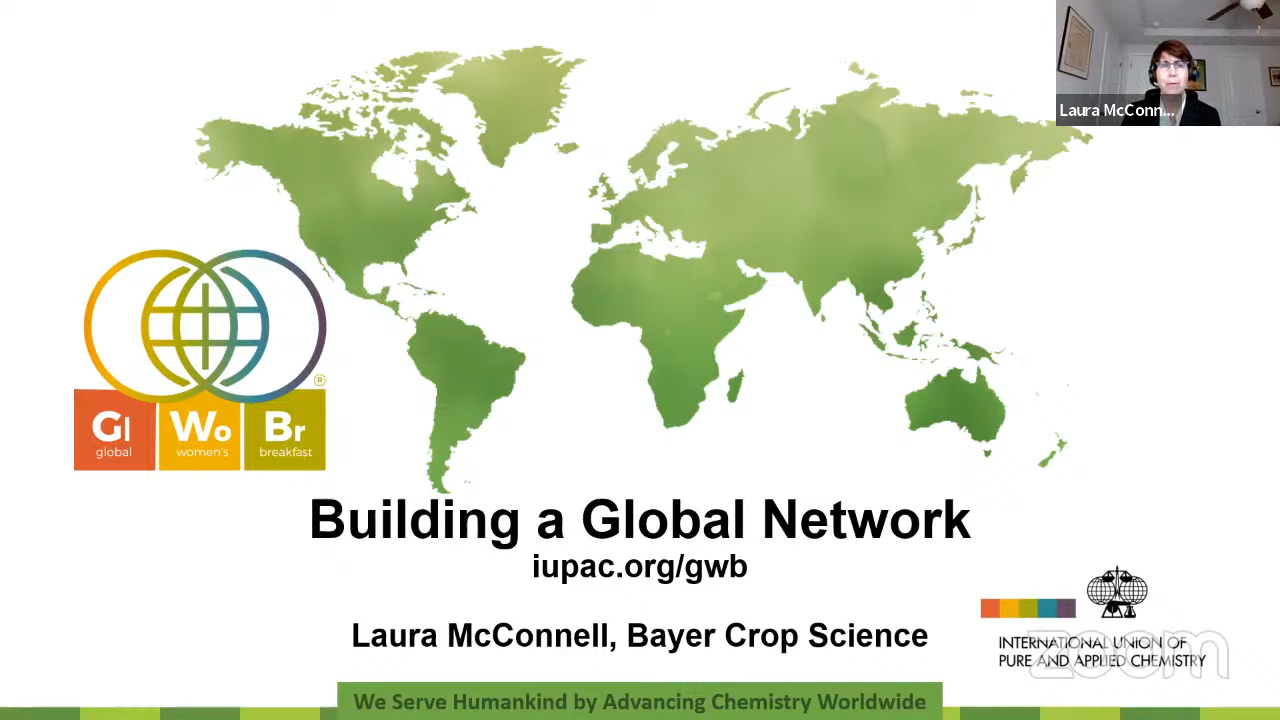 Laura McConn...
®
Gl Wo Br
global women's breakfast
Building a Global Network
iupac.org/gwb
Laura McConnell, Bayer Crop Science
INTERNATIONAL UNION OF
PURE AND APPLIED CHEMISTRY
zoom
We Serve Humankind by Advancing Chemistry Worldwide